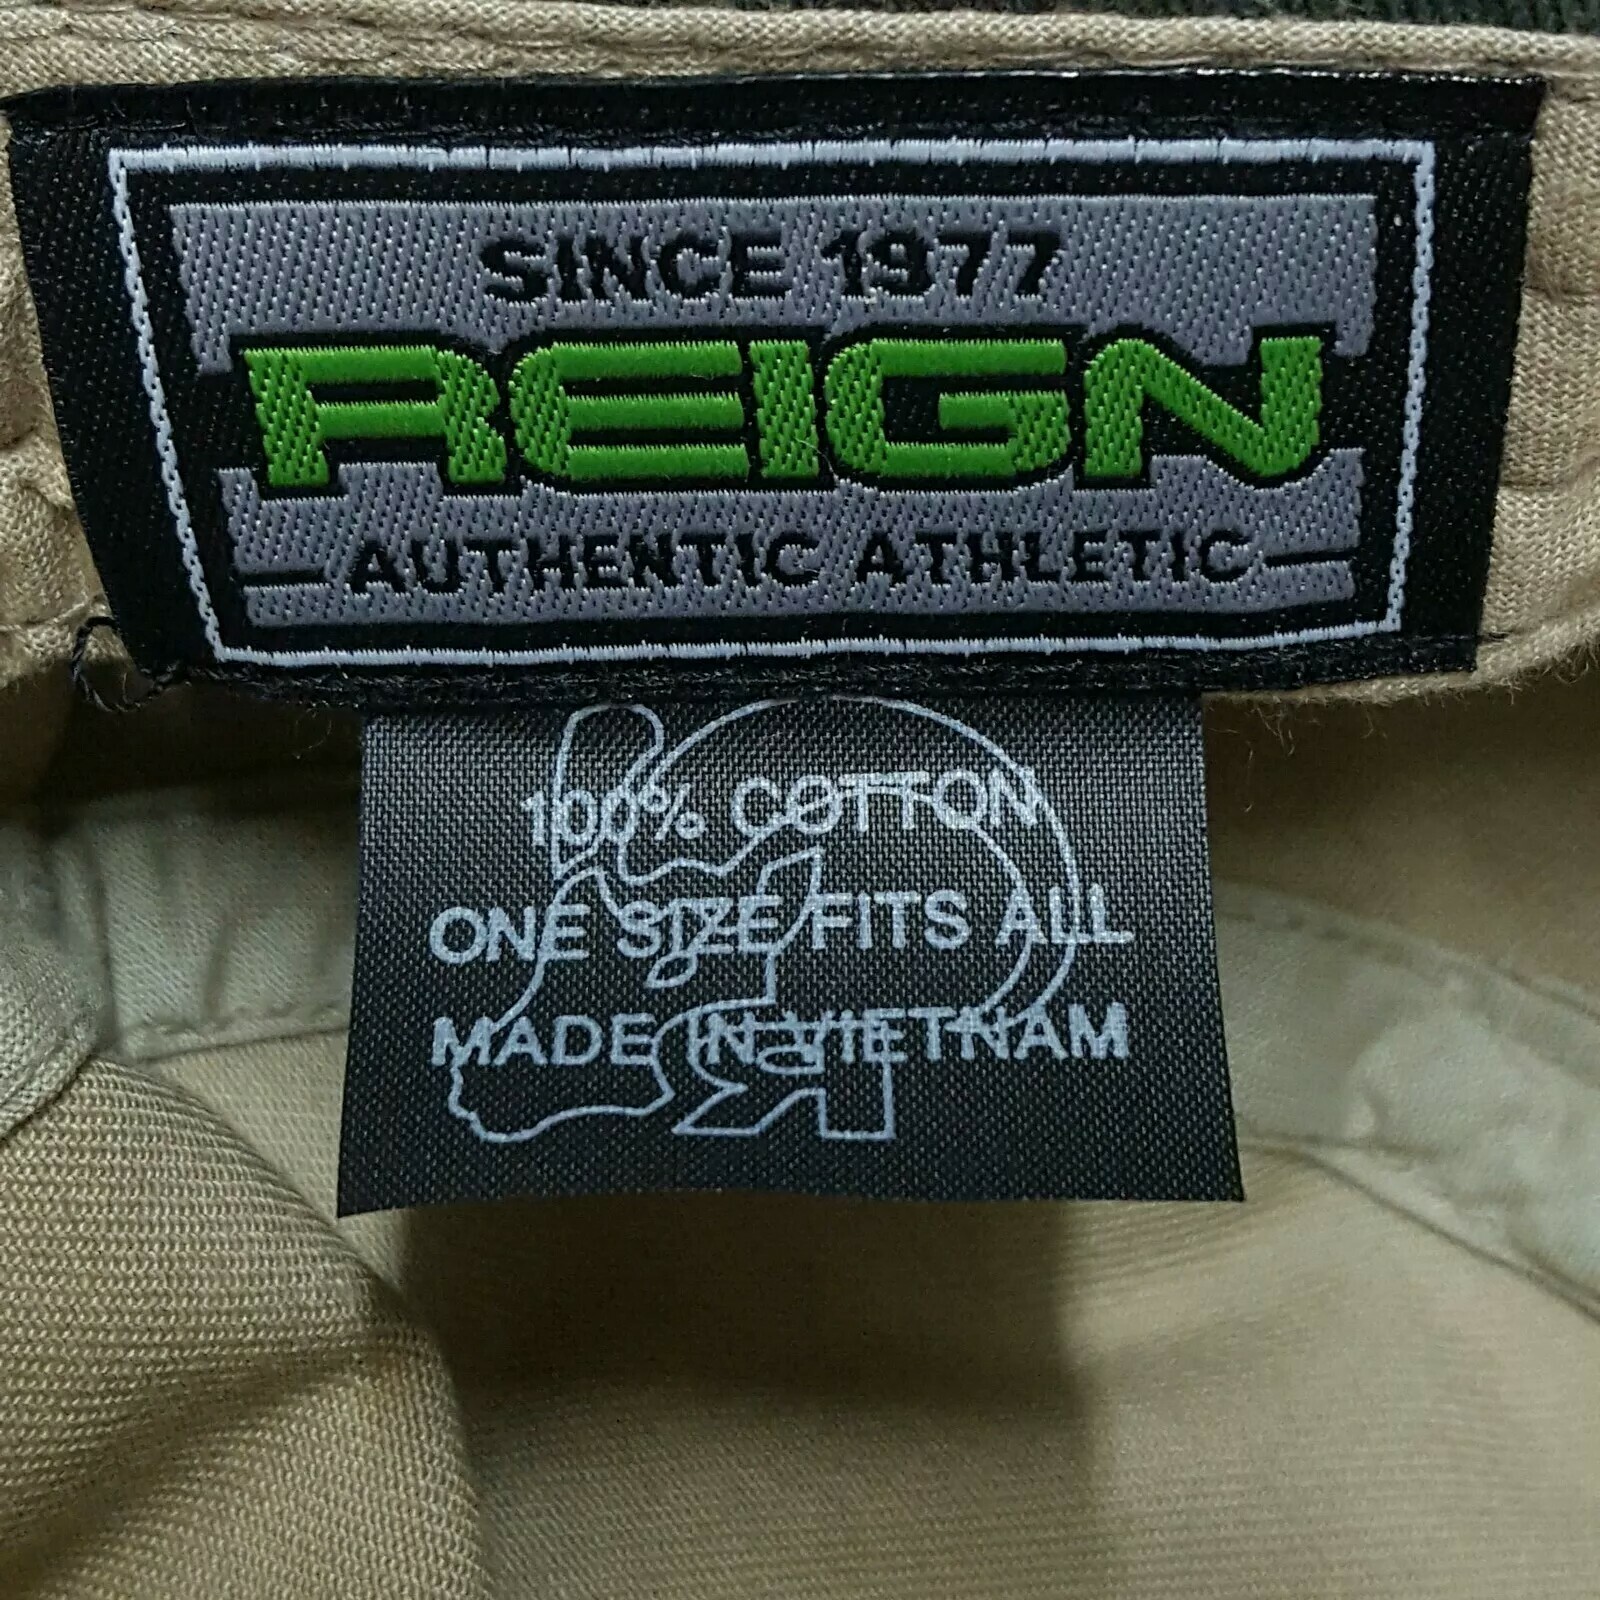 SINCE 1977
REIGN
AUTHENTIC ATHLETIC
100% COTTON
ONE SIZE FITS ALL
MADE IN VIETNAM
R